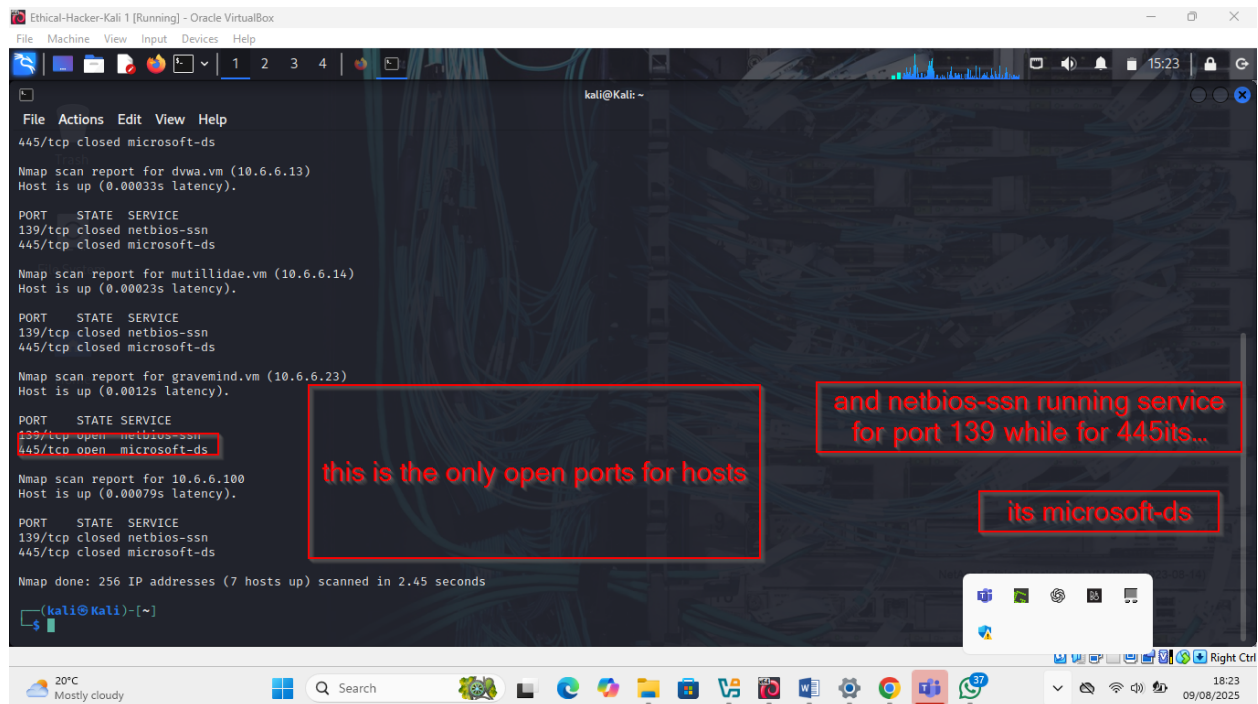 Ethical-Hacker-Kali 1 [Running] - Oracle VirtualBox
File Machine View Input Devices Help
1 2 3 4
15:23
kali@Kali: ~
File Actions Edit View Help
445/tcp closed microsoft-ds
Trash
Nmap scan report for dvwa.vm (10.6.6.13)
Host is up (0.00033s latency).
PORT STATE SERVICE
139/tcp closed netbios-ssn
445/tcp closed microsoft-ds
Nmap scan report for mutillidae.vm (10.6.6.14)
Host is up (0.00023s latency).
PORT STATE SERVICE
139/tcp closed netbios-ssn
445/tcp closed microsoft-ds
Nmap scan report for gravemind.vm (10.6.6.23)
Host is up (0.0012s latency).
PORT STATE SERVICE
139/tcp open netbios-ssn
445/tcp open microsoft-ds
Nmap scan report for 10.6.6.100
Host is up (0.00079s latency).
PORT STATE SERVICE
139/tcp closed netbios-ssn
445/tcp closed microsoft-ds
Nmap done: 256 IP addresses (7 hosts up) scanned in 2.45 seconds
(kali㉿Kali)-[~]
$
this is the only open ports for hosts
and netbios-ssn running service
for port 139 while for 445its...
its microsoft-ds
Right Ctrl
20°C
Mostly cloudy
Search
37
18:23
09/08/2025